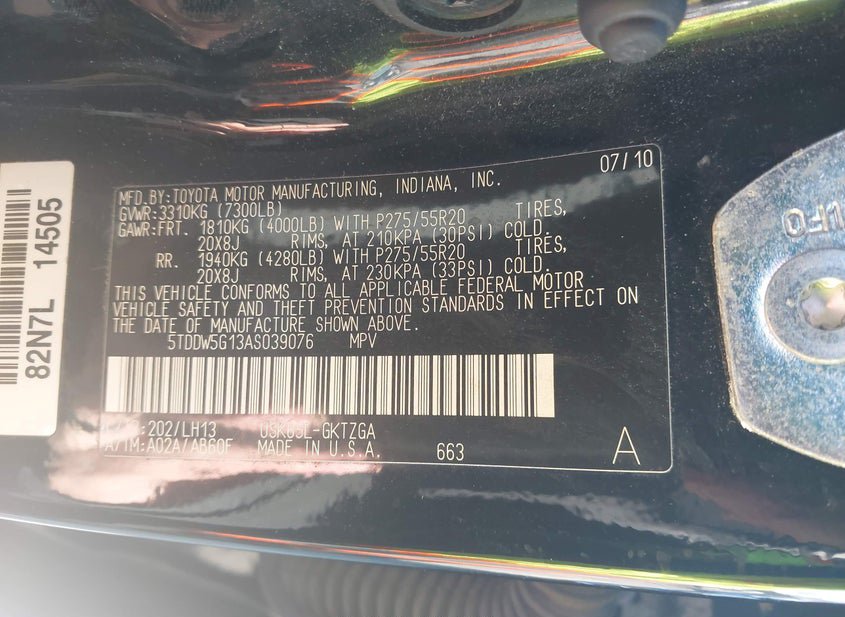 07/10
MFD.BY:TOYOTA MOTOR MANUFACTURING, INDIANA, INC.
GVWR:3310KG (7300LB)
GAWR:FRT. 1810KG (4000LB) WITH P275/55R20 TIRES,
20X8J RIMS, AT 210KPA (30PSI) COLD.
RR. 1940KG (4280LB) WITH P275/55R20 TIRES,
20X8J RIMS, AT 230KPA (33PSI) COLD.
THIS VEHICLE CONFORMS TO ALL APPLICABLE FEDERAL MOTOR
VEHICLE SAFETY AND THEFT PREVENTION STANDARDS IN EFFECT ON
THE DATE OF MANUFACTURE SHOWN ABOVE.
5TDDW5G13AS039076 MPV
202/LH13 USK65L-GKTZGA
A/TM:A02A/AB60F MADE IN U.S.A. 663 A
82N7L 14505
UFO